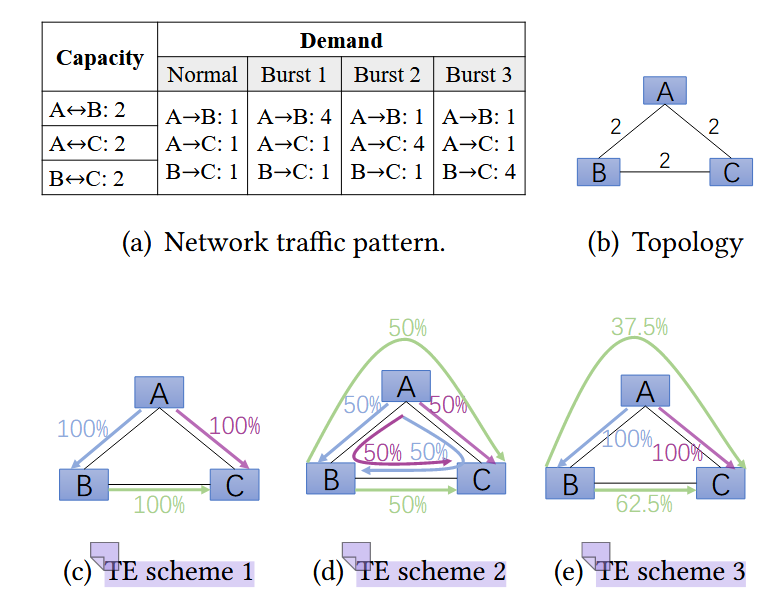 Capacity
Demand
Normal
Burst 1
Burst 2
Burst 3
A↔B: 2
A↔C: 2
B↔C: 2
A→B: 1
A→C: 1
B→C: 1
A→B: 4
A→C: 1
B→C: 1
A→B: 1
A→C: 4
B→C: 1
A→B: 1
A→C: 1
B→C: 4
A
2
2
B
2
C
(a) Network traffic pattern.
(b) Topology
A
100%
100%
B
C
100%
50%
A
50%
50%
50%
50%
B
C
50%
37.5%
A
100%
100%
B
C
62.5%
(c) TE scheme 1
(d) TE scheme 2
(e) TE scheme 3